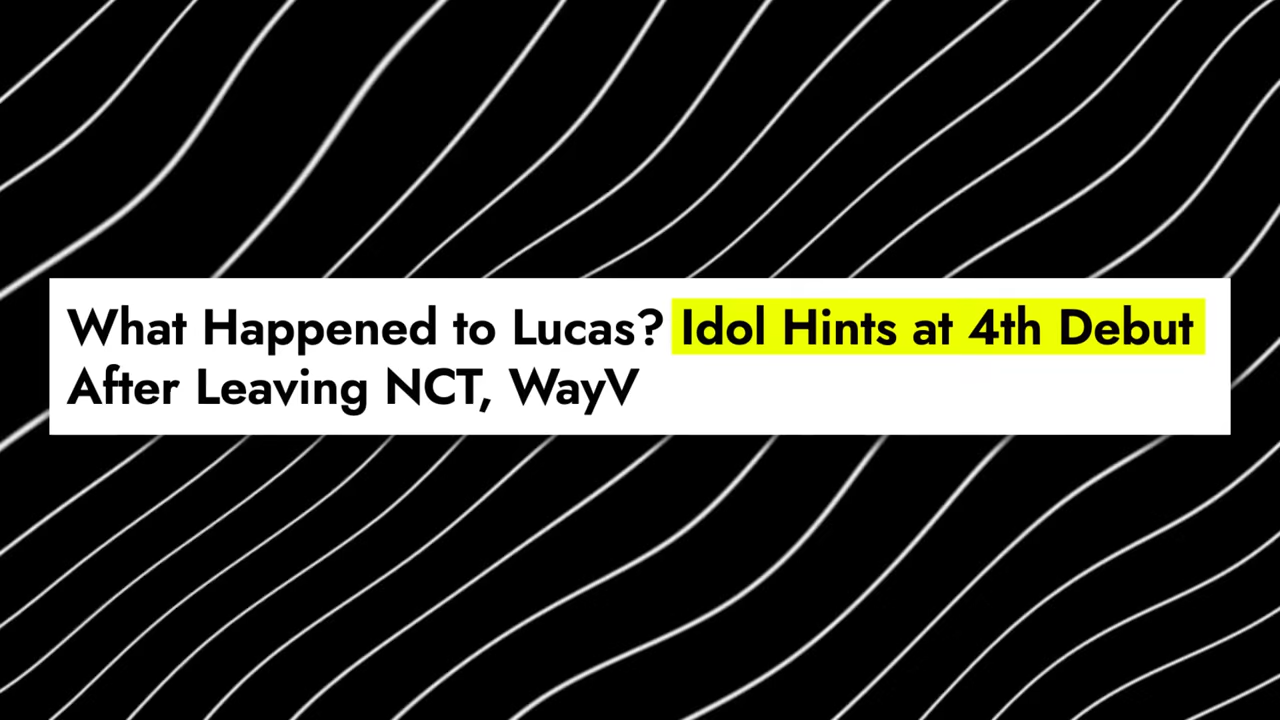 What Happened to Lucas? Idol Hints at 4th Debut
After Leaving NCT, WayV